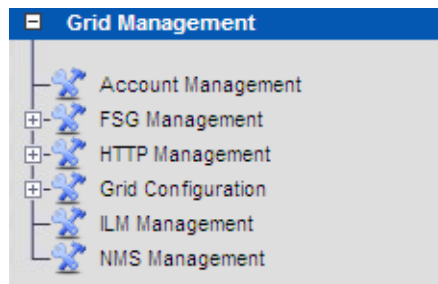 Grid Management
Account Management
FSG Management
HTTP Management
Grid Configuration
ILM Management
NMS Management